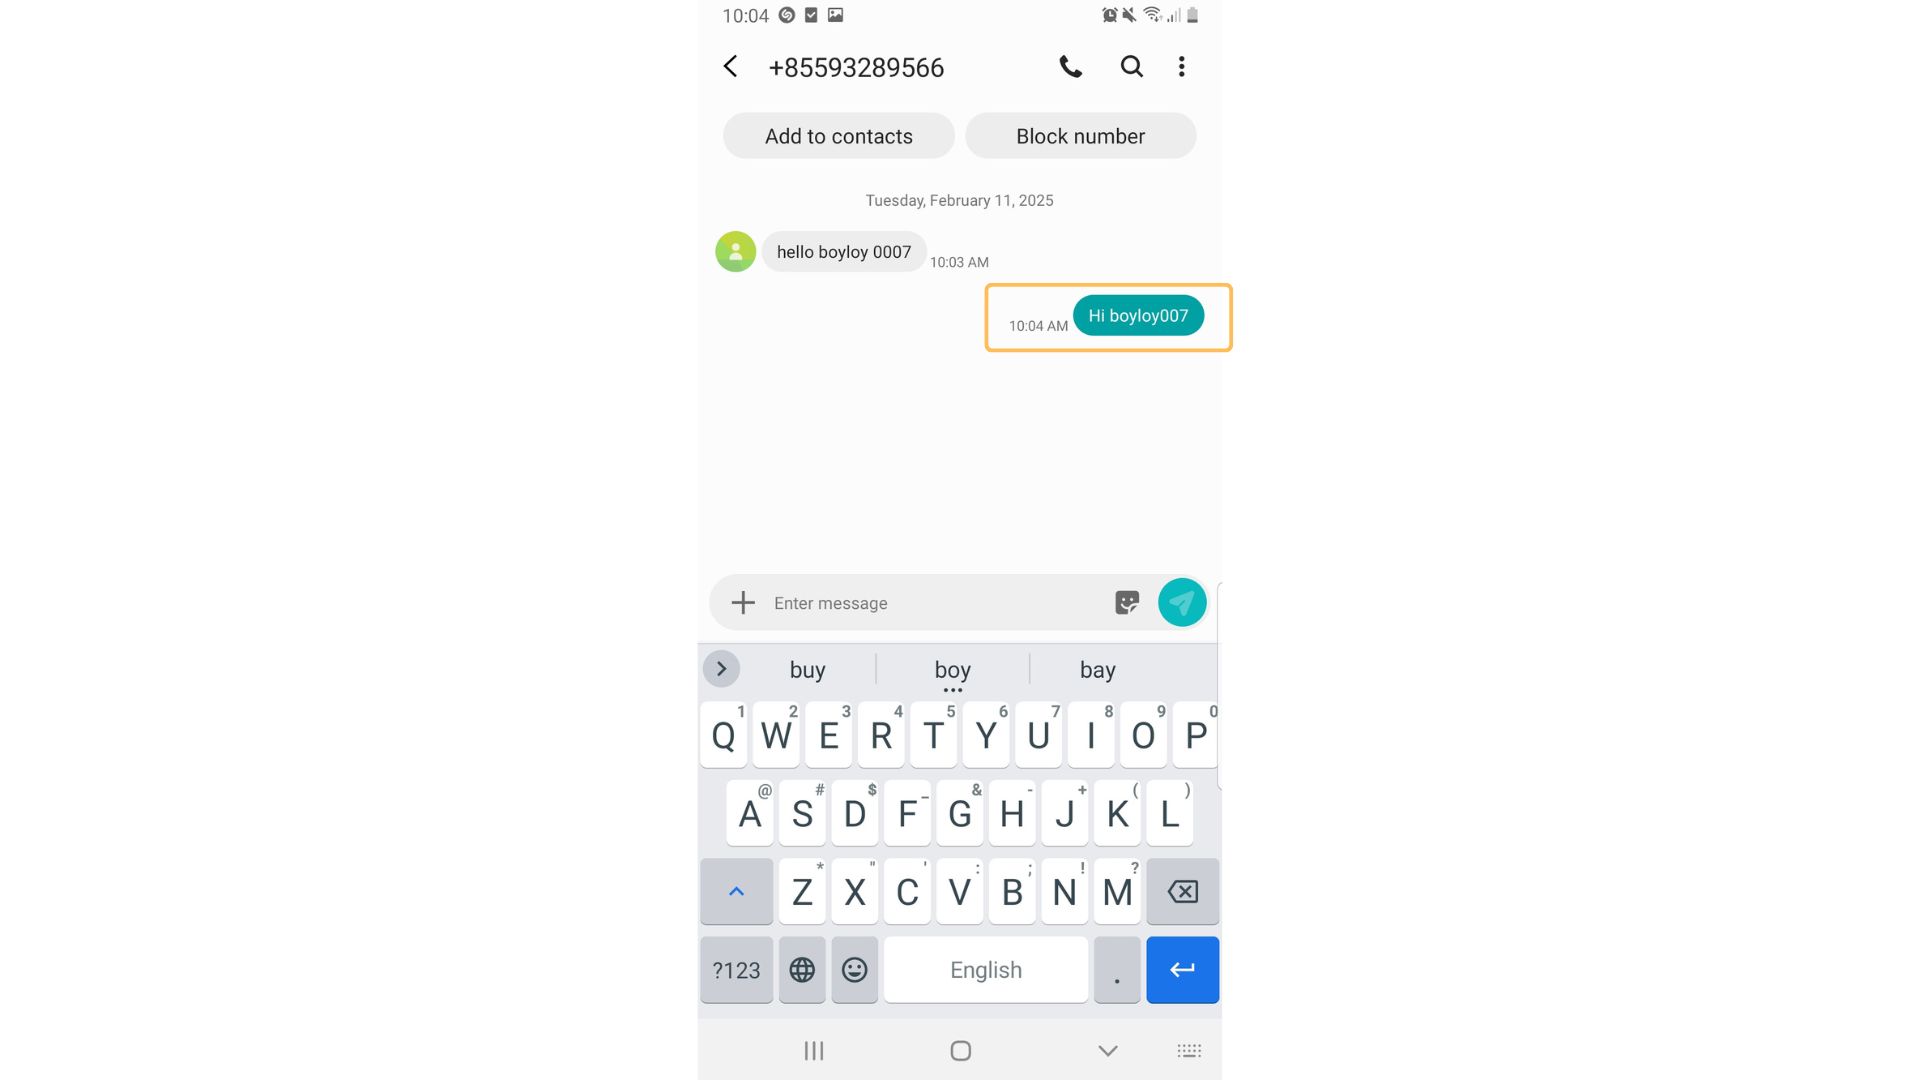 10:04
+85593289566
Add to contacts
Block number
Tuesday, February 11, 2025
hello boyloy 0007
10:03 AM
10:04 AM
Hi boyloy007
Enter message
buy boy bay
1 2 3 4 5 6 7 8 9 0
Q W E R T Y U I O P
@ # $ _ & - + ( )
A S D F G H J K L
* " ' : ; ! ?
Z X C V B N M
?123 English .